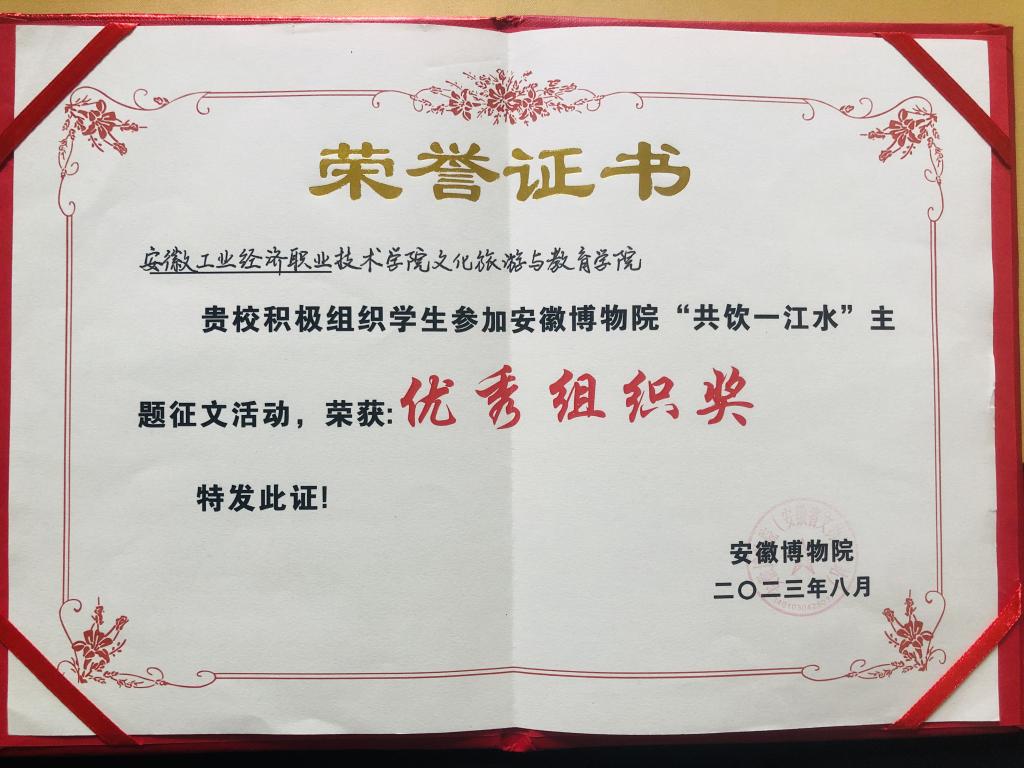 荣誉证书
安徽工业经济职业技术学院文化旅游与教育学院
贵校积极组织学生参加安徽博物院“共饮一江水”主
题征文活动，荣获:优秀组织奖
特发此证!
安徽博物院
二〇二三年八月